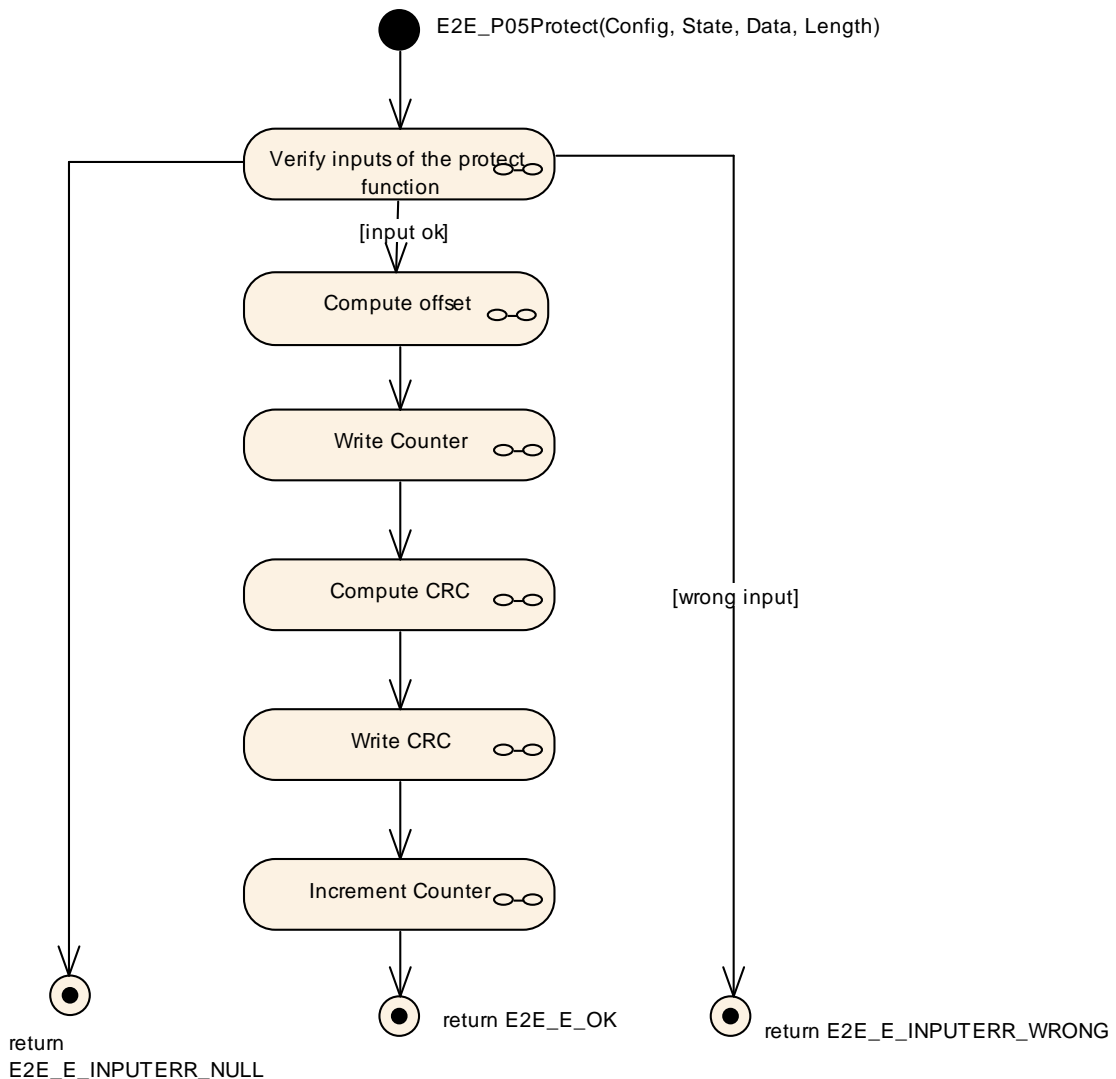 E2E_P05Protect(Config, State, Data, Length)
Verify inputs of the protect
function
[input ok]
Compute offset
Write Counter
Compute CRC
[wrong input]
Write CRC
Increment Counter
return E2E_E_OK
return E2E_E_INPUTERR_WRONG
return
E2E_E_INPUTERR_NULL